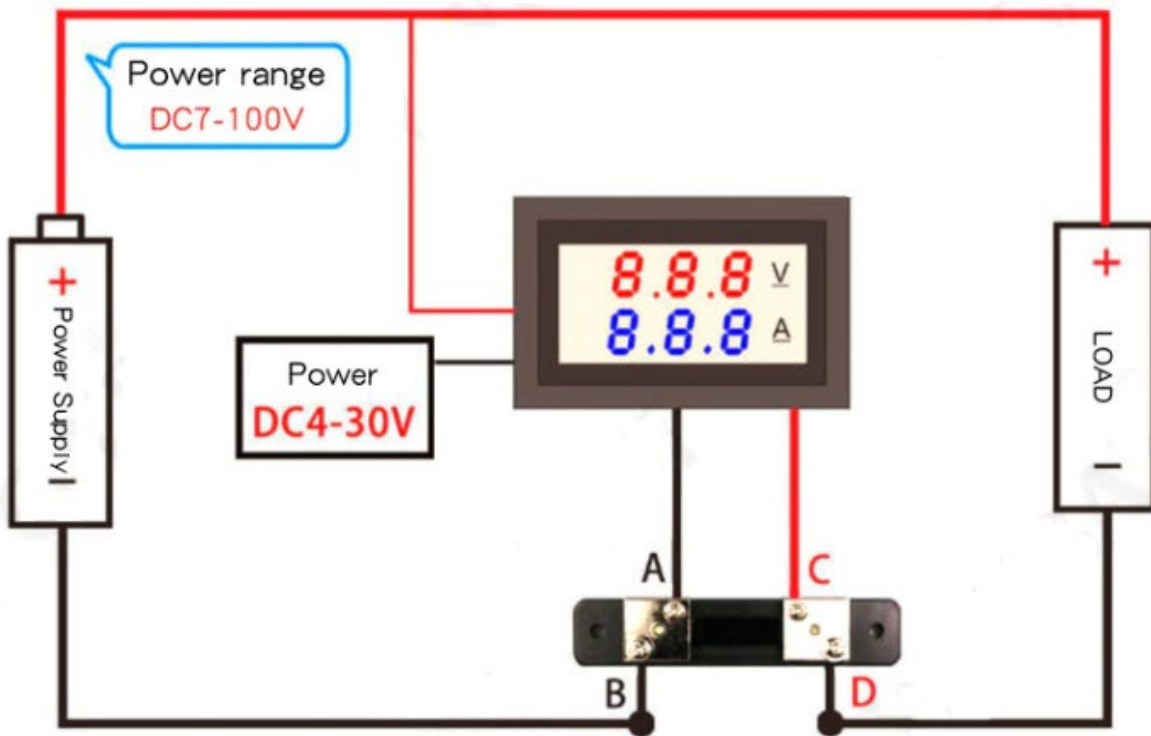 Power range
DC7-100V
+
Power Supply
−
8.8.8 V
8.8.8 A
Power
DC4-30V
+
LOAD
−
A
C
B
D